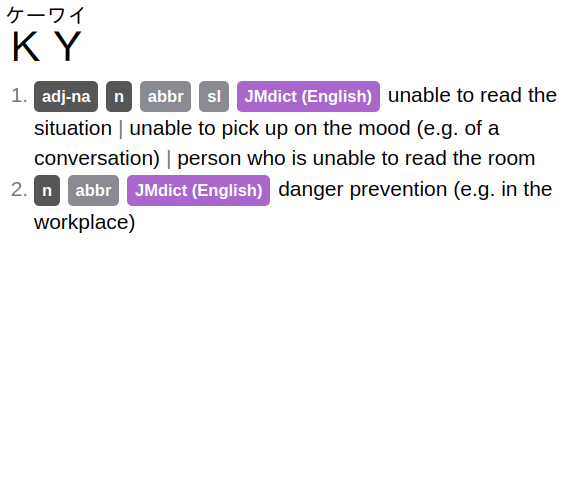 ケーワイ
ＫＹ
1. adj-na n abbr sl JMdict (English) unable to read the
situation | unable to pick up on the mood (e.g. of a
conversation) | person who is unable to read the room
2. n abbr JMdict (English) danger prevention (e.g. in the
workplace)